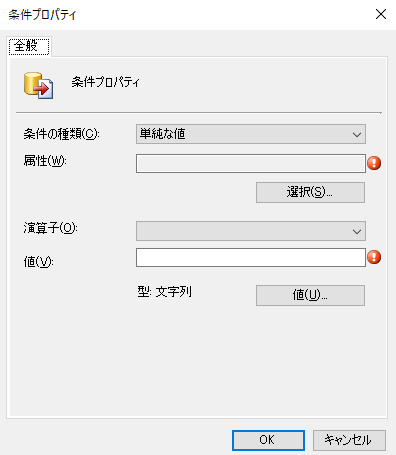 条件プロパティ
全般
条件プロパティ
条件の種類(C): 単純な値
属性(W):
選択(S)...
演算子(O):
値(V):
型: 文字列 値(U)...
OK キャンセル